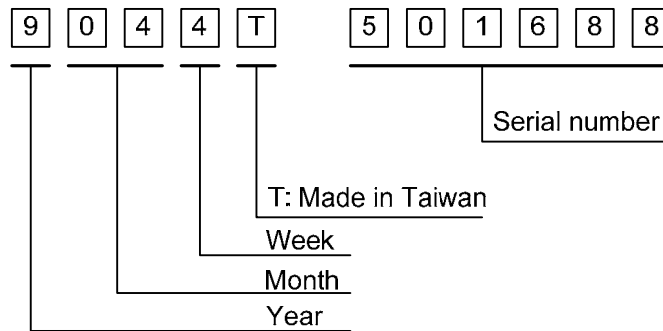 9 0 4 4 T 5 0 1 6 8 8
Serial number
T: Made in Taiwan
Week
Month
Year